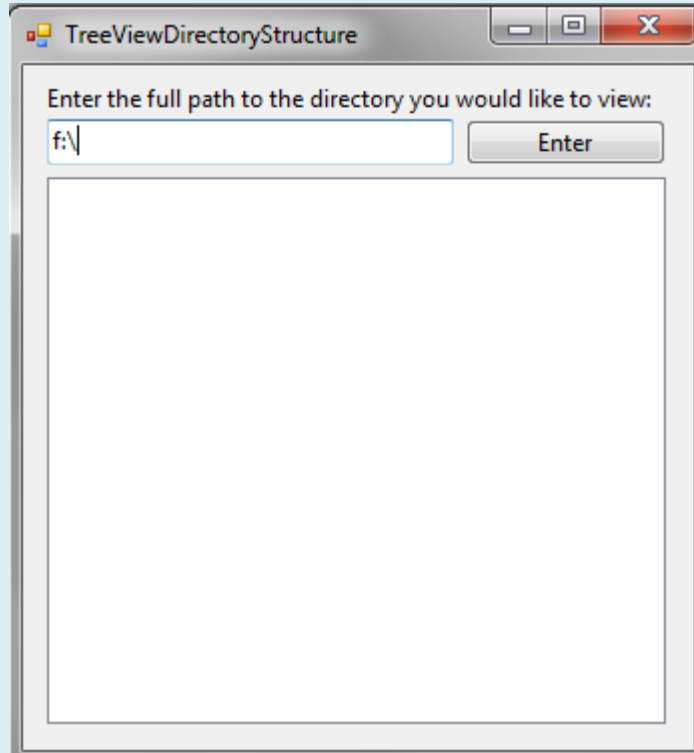 TreeViewDirectoryStructure
Enter the full path to the directory you would like to view:
f:\
Enter